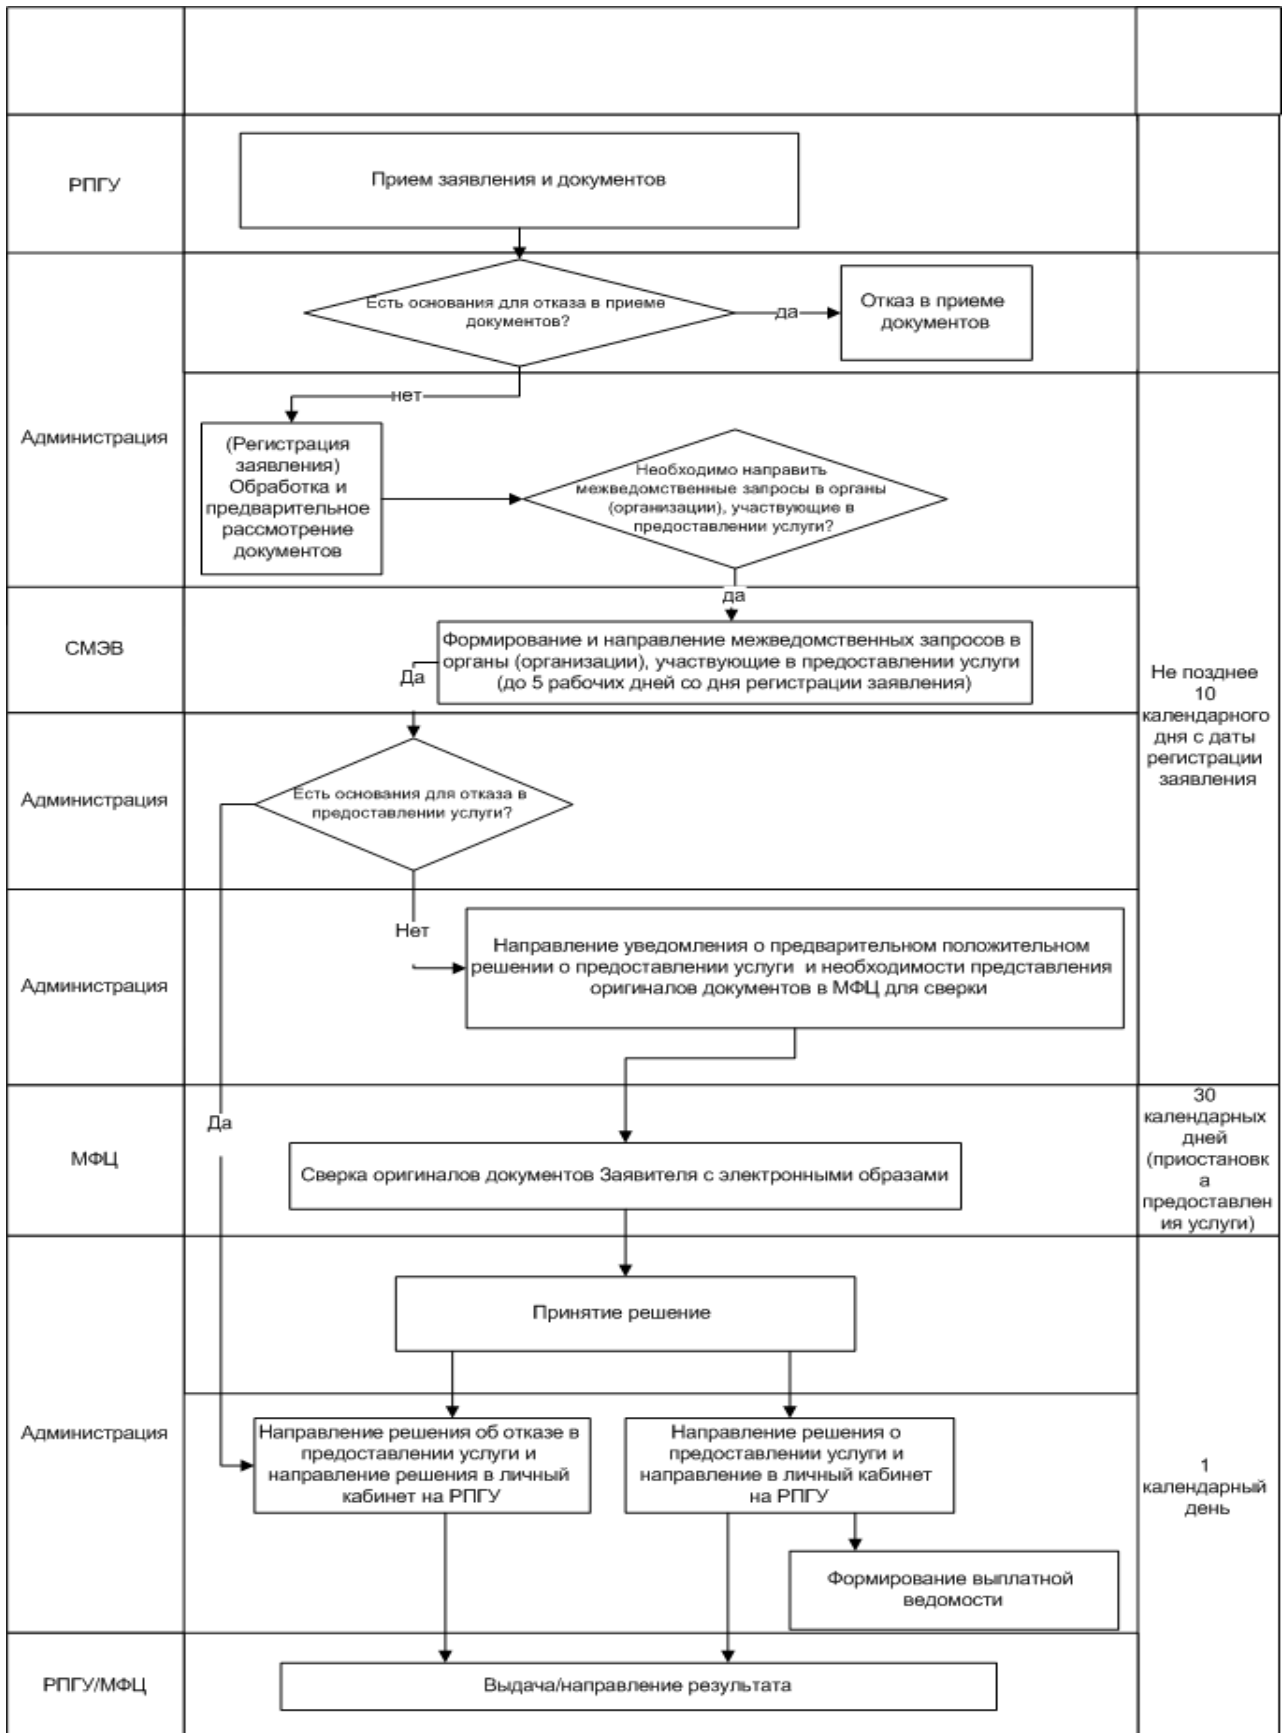 РПГУ
Прием заявления и документов
Есть основания для отказа в приеме
документов?
да
Отказ в приеме
документов
нет
Администрация
(Регистрация
заявления)
Обработка и
предварительное
рассмотрение
документов
Необходимо направить
межведомственные запросы в органы
(организации), участвующие в
предоставлении услуги?
да
СМЭВ
Формирование и направление межведомственных запросов в
органы (организации), участвующие в предоставлении услуги
(до 5 рабочих дней со дня регистрации заявления)
Да
Не позднее
10
календарного
дня с даты
регистрации
заявления
Администрация
Есть основания для отказа в
предоставлении услуги?
Нет
Администрация
Направление уведомления о предварительном положительном
решении о предоставлении услуги и необходимости представления
оригиналов документов в МФЦ для сверки
Да
МФЦ
Сверка оригиналов документов Заявителя с электронными образами
30
календарных
дней
(приостановк
а
предоставлен
ия услуги)
Принятие решение
Администрация
Направление решения об отказе в
предоставлении услуги и
направление решения в личный
кабинет на РПГУ
Направление решения о
предоставлении услуги и
направление в личный кабинет
на РПГУ
1
календарный
день
Формирование выплатной
ведомости
РПГУ/МФЦ
Выдача/направление результата